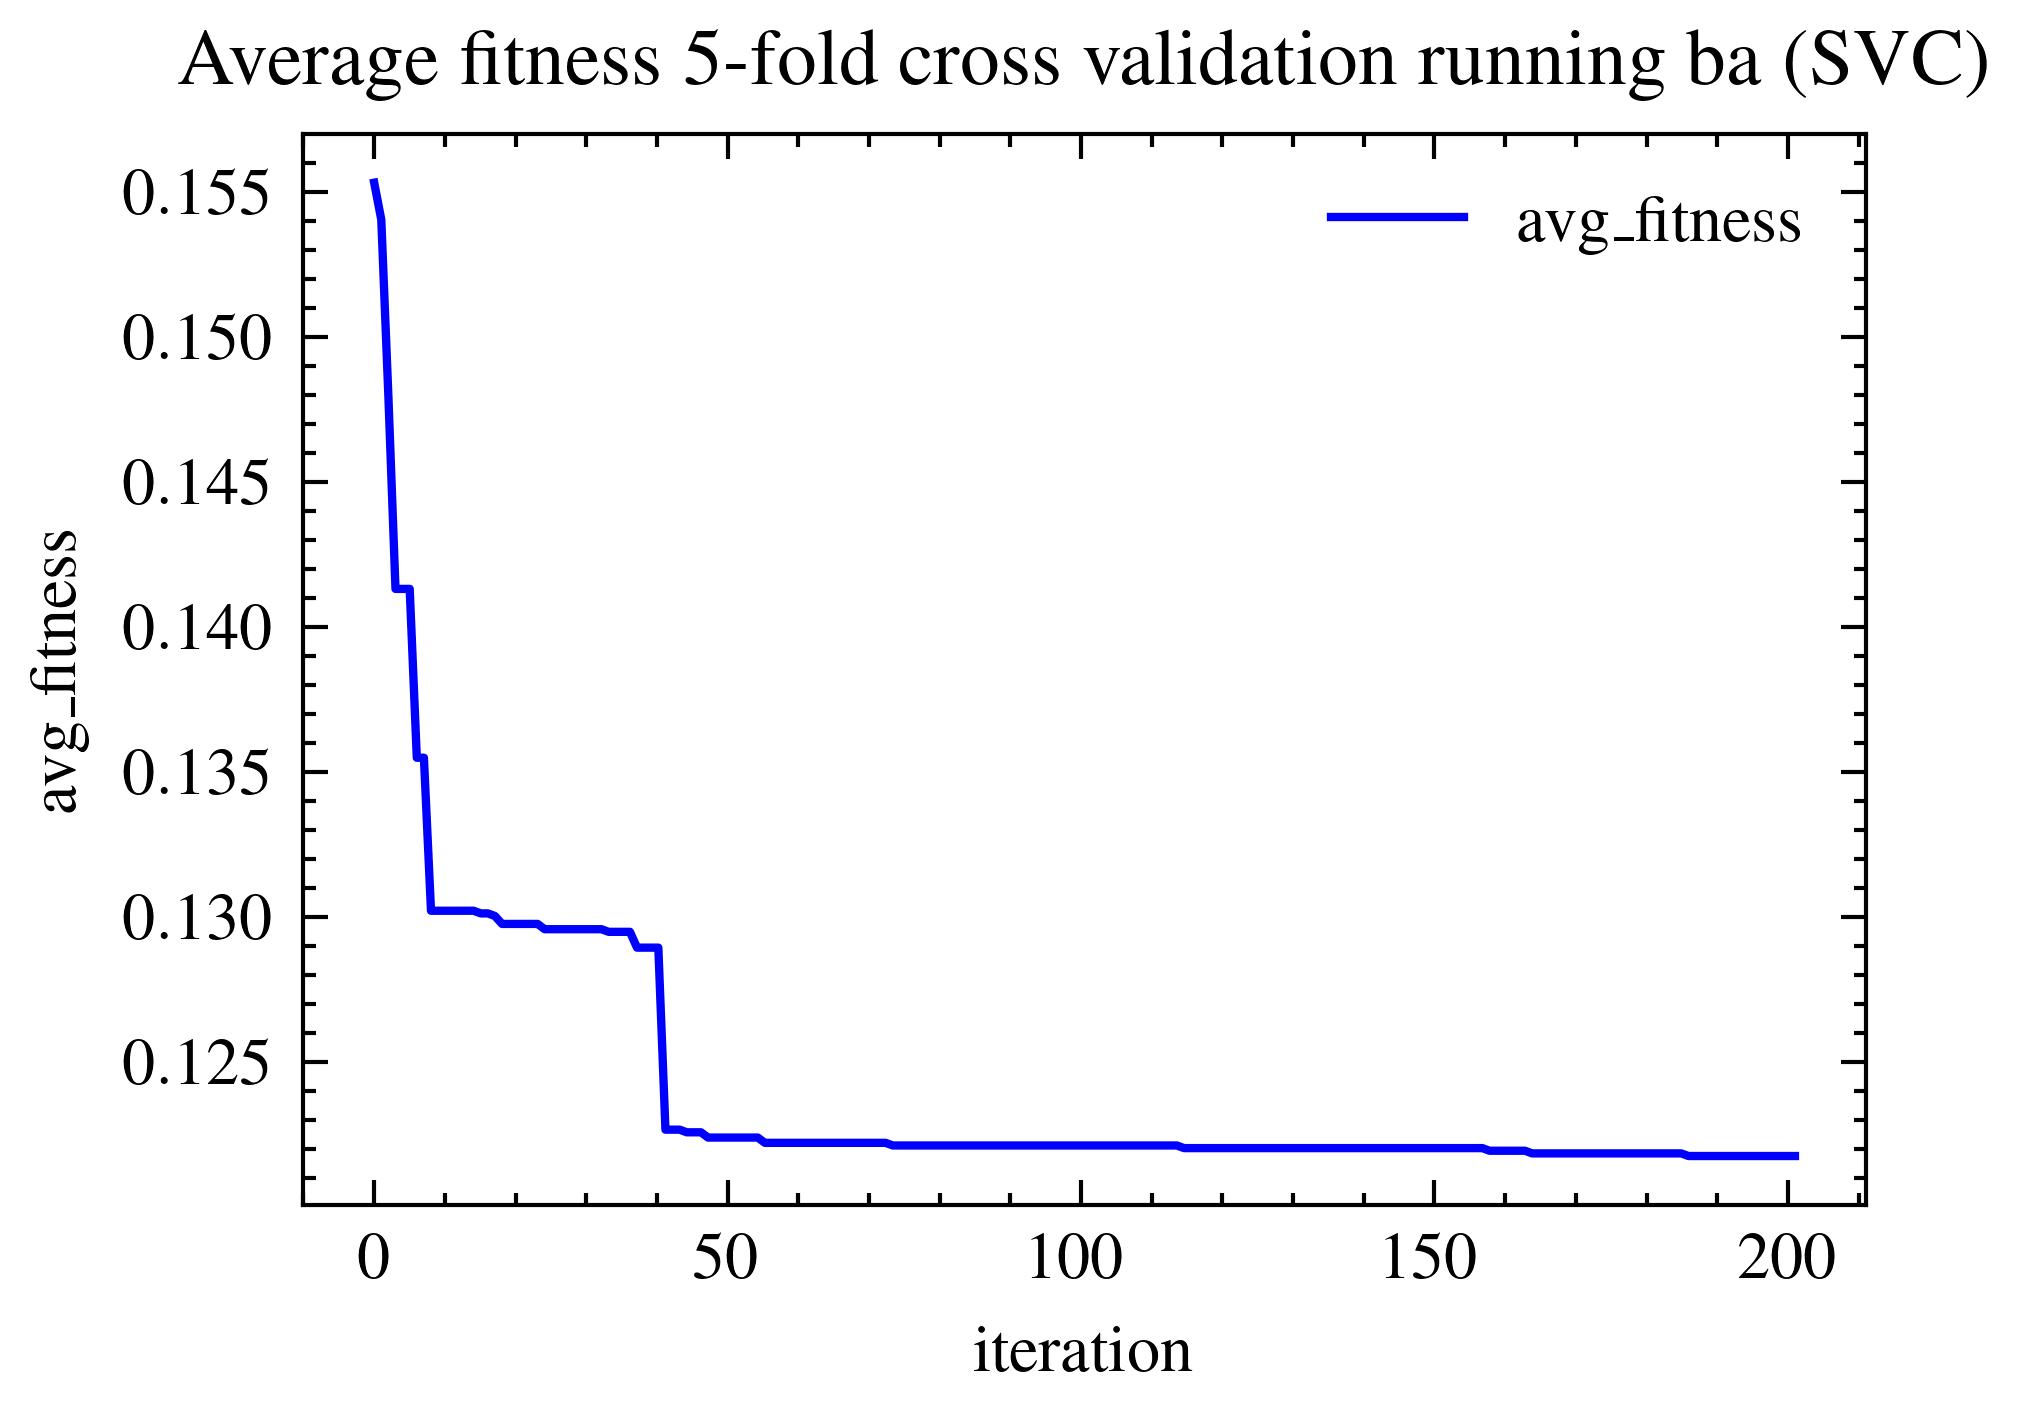 Average fitness 5-fold cross validation running ba (SVC)
avg_fitness
0.155
0.150
0.145
0.140
0.135
0.130
0.125
avg_fitness
0 50 100 150 200
iteration